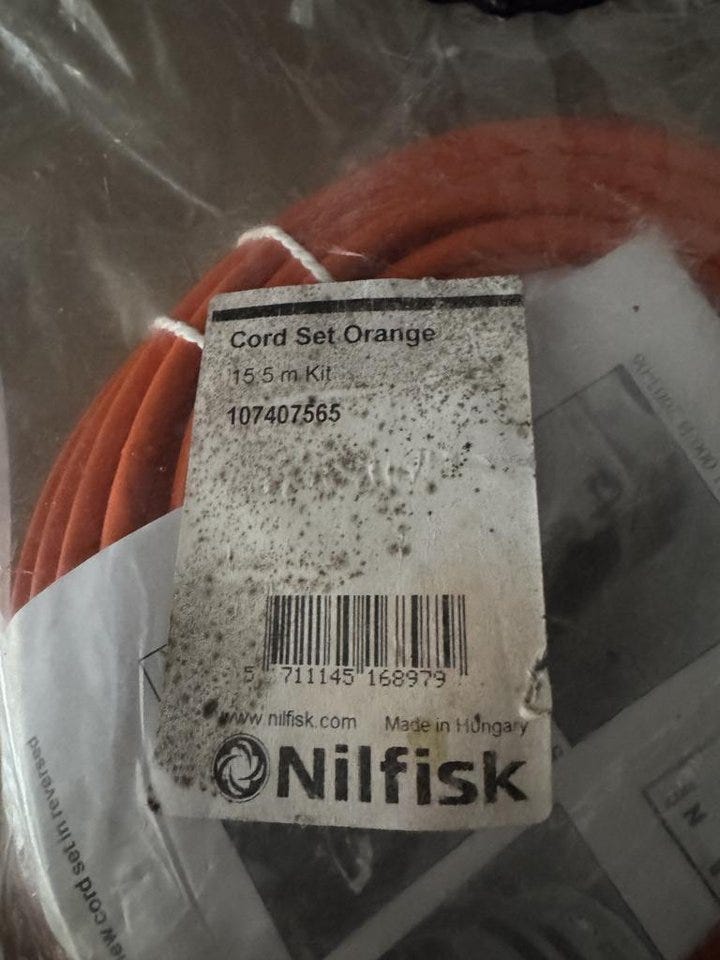 Cord Set Orange
15.5 m Kit
107407565
5 711145 168979
www.nilfisk.com Made in Hungary
Nilfisk
new cord set in reversed
N